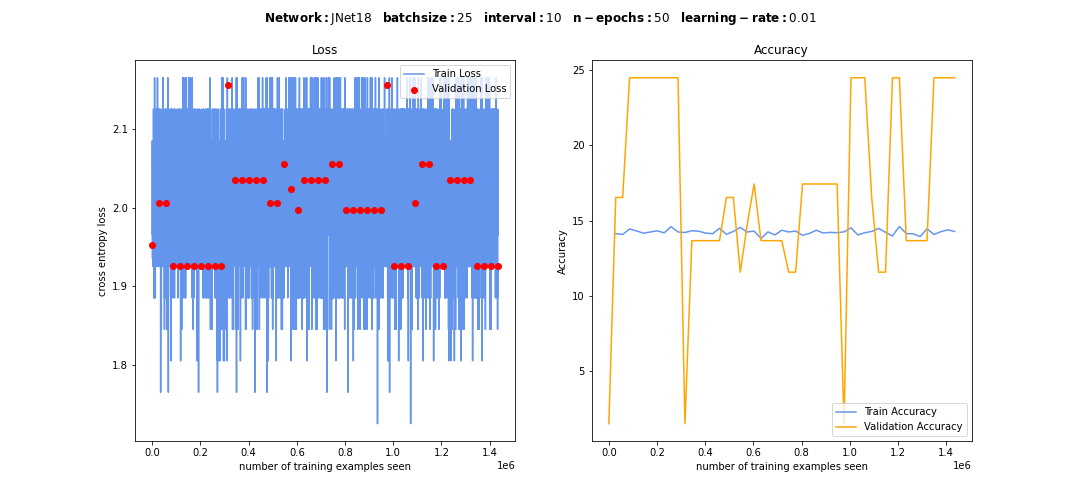 Network: JNet18 batchsize: 25 interval: 10 n-epochs: 50 learning-rate: 0.01
Loss
Train Loss
Validation Loss
2.1
2.0
1.9
1.8
cross entropy loss
0.0 0.2 0.4 0.6 0.8 1.0 1.2 1.4
1e6
number of training examples seen
Accuracy
25
20
15
10
5
Accuracy
Train Accuracy
Validation Accuracy
0.0 0.2 0.4 0.6 0.8 1.0 1.2 1.4
1e6
number of training examples seen